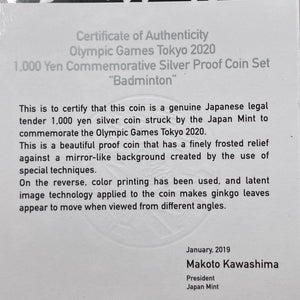 Certificate of Authenticity
Olympic Games Tokyo 2020
1,000 Yen Commemorative Silver Proof Coin Set
"Badminton"
This is to certify that this coin is a genuine Japanese legal
tender 1,000 yen silver coin struck by the Japan Mint to
commemorate the Olympic Games Tokyo 2020.
This is a beautiful proof coin that has a finely frosted relief
against a mirror-like background created by the use of
special techniques.
On the reverse, color printing has been used, and latent
image technology applied to the coin makes ginkgo leaves
appear to move when viewed from different angles.
January, 2019
Makoto Kawashima
President
Japan Mint